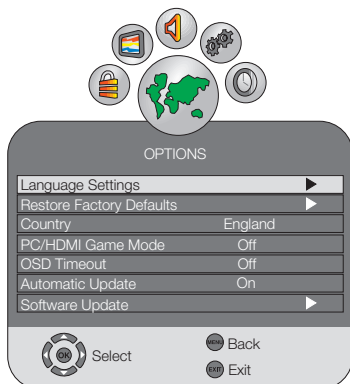 OPTIONS
Language Settings
Restore Factory Defaults
Country England
PC/HDMI Game Mode Off
OSD Timeout Off
Automatic Update On
Software Update
OK Select
MENU Back
EXIT Exit